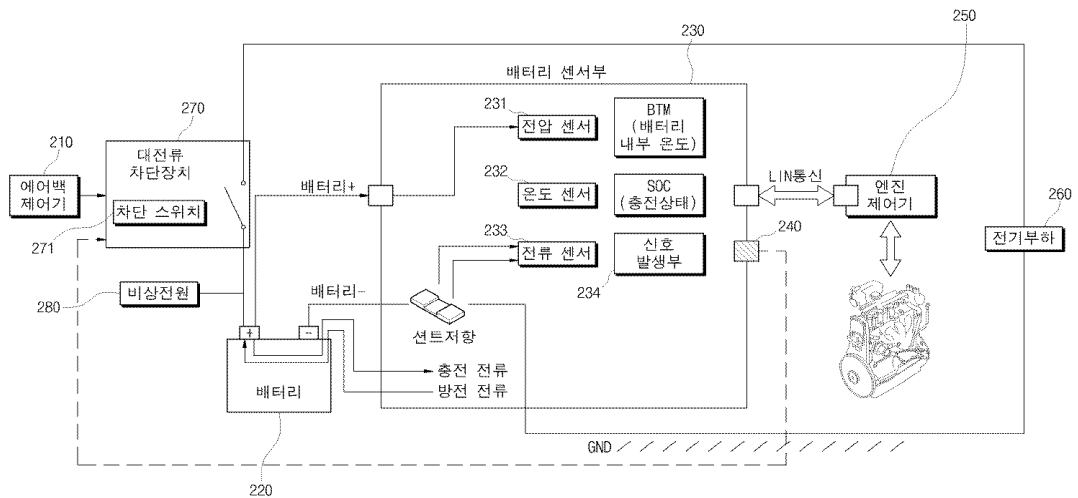 250
230
배터리 센서부
270
231
전압 센서
BTM
(배터리
내부 온도)
210
대전류
차단장치
에어백
제어기
배터리+
232
온도 센서
SOC
(충전상태)
LIN통신
엔진
제어기
차단 스위치
271
260
전기부하
233
전류 센서
신호
발생부
240
234
280
비상전원
배터리-
션트저항
+
-
충전 전류
방전 전류
배터리
GND
220